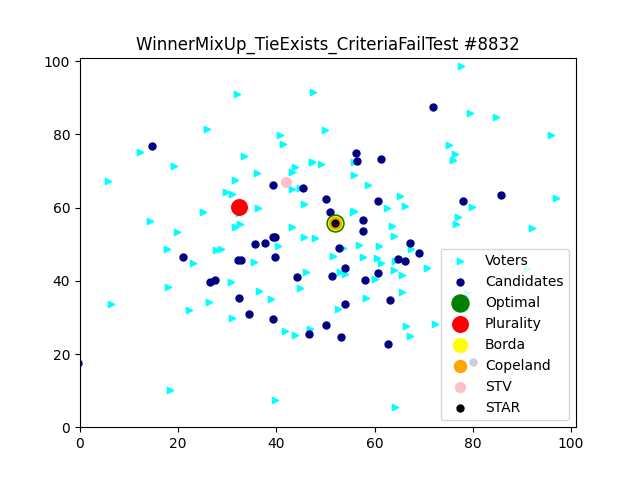 WinnerMixUp_TieExists_CriteriaFailTest #8832
100
80
60
40
20
0
0 20 40 60 80 100
Voters
Candidates
Optimal
Plurality
Borda
Copeland
STV
STAR